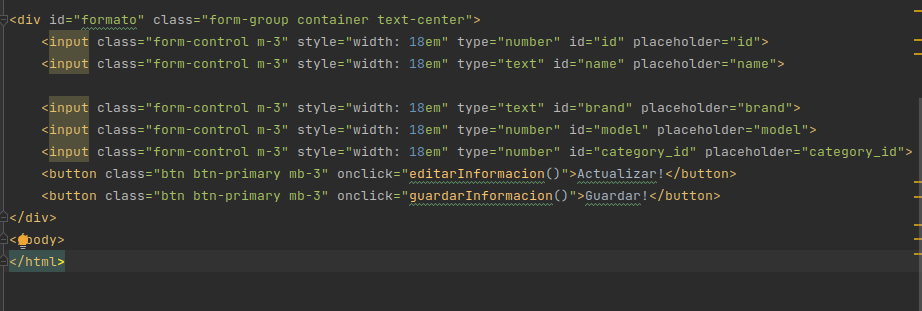 <div id="formato" class="form-group container text-center">
<input class="form-control m-3" style="width: 18em" type="number" id="id" placeholder="id">
<input class="form-control m-3" style="width: 18em" type="text" id="name" placeholder="name">
<input class="form-control m-3" style="width: 18em" type="text" id="brand" placeholder="brand">
<input class="form-control m-3" style="width: 18em" type="number" id="model" placeholder="model">
<input class="form-control m-3" style="width: 18em" type="number" id="category_id" placeholder="category_id">
<button class="btn btn-primary mb-3" onclick="editarInformacion()">Actualizar!</button>
<button class="btn btn-primary mb-3" onclick="guardarInformacion()">Guardar!</button>
</div>
</body>
</html>